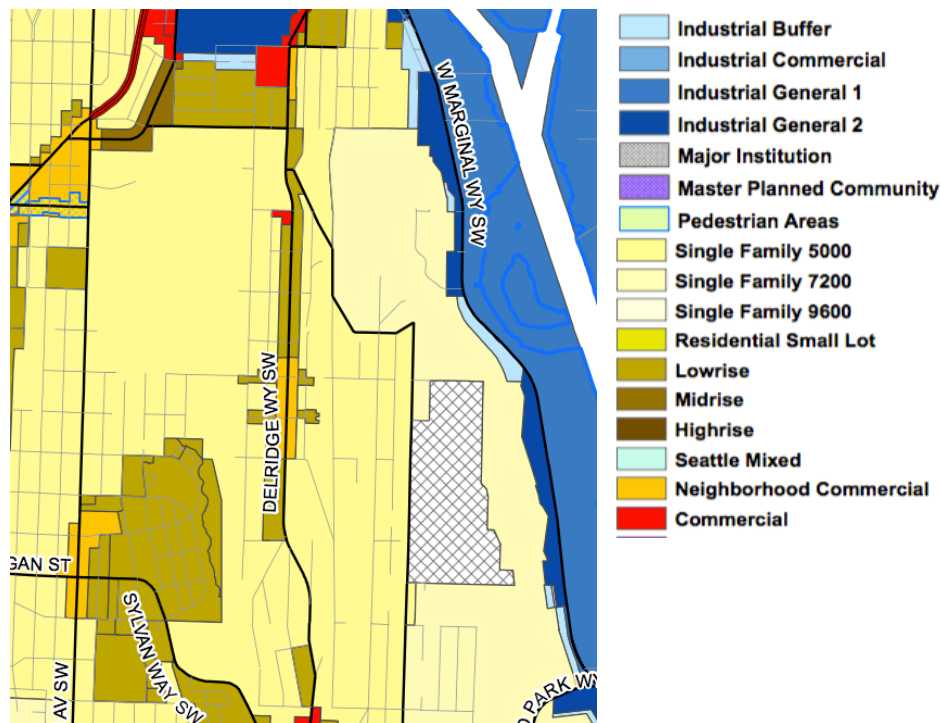 W MARGINAL WY SW
DELRIDGE WY SW
GAN ST
SYLVAN WAY SW
AV SW
D PARK WY
Industrial Buffer
Industrial Commercial
Industrial General 1
Industrial General 2
Major Institution
Master Planned Community
Pedestrian Areas
Single Family 5000
Single Family 7200
Single Family 9600
Residential Small Lot
Lowrise
Midrise
Highrise
Seattle Mixed
Neighborhood Commercial
Commercial